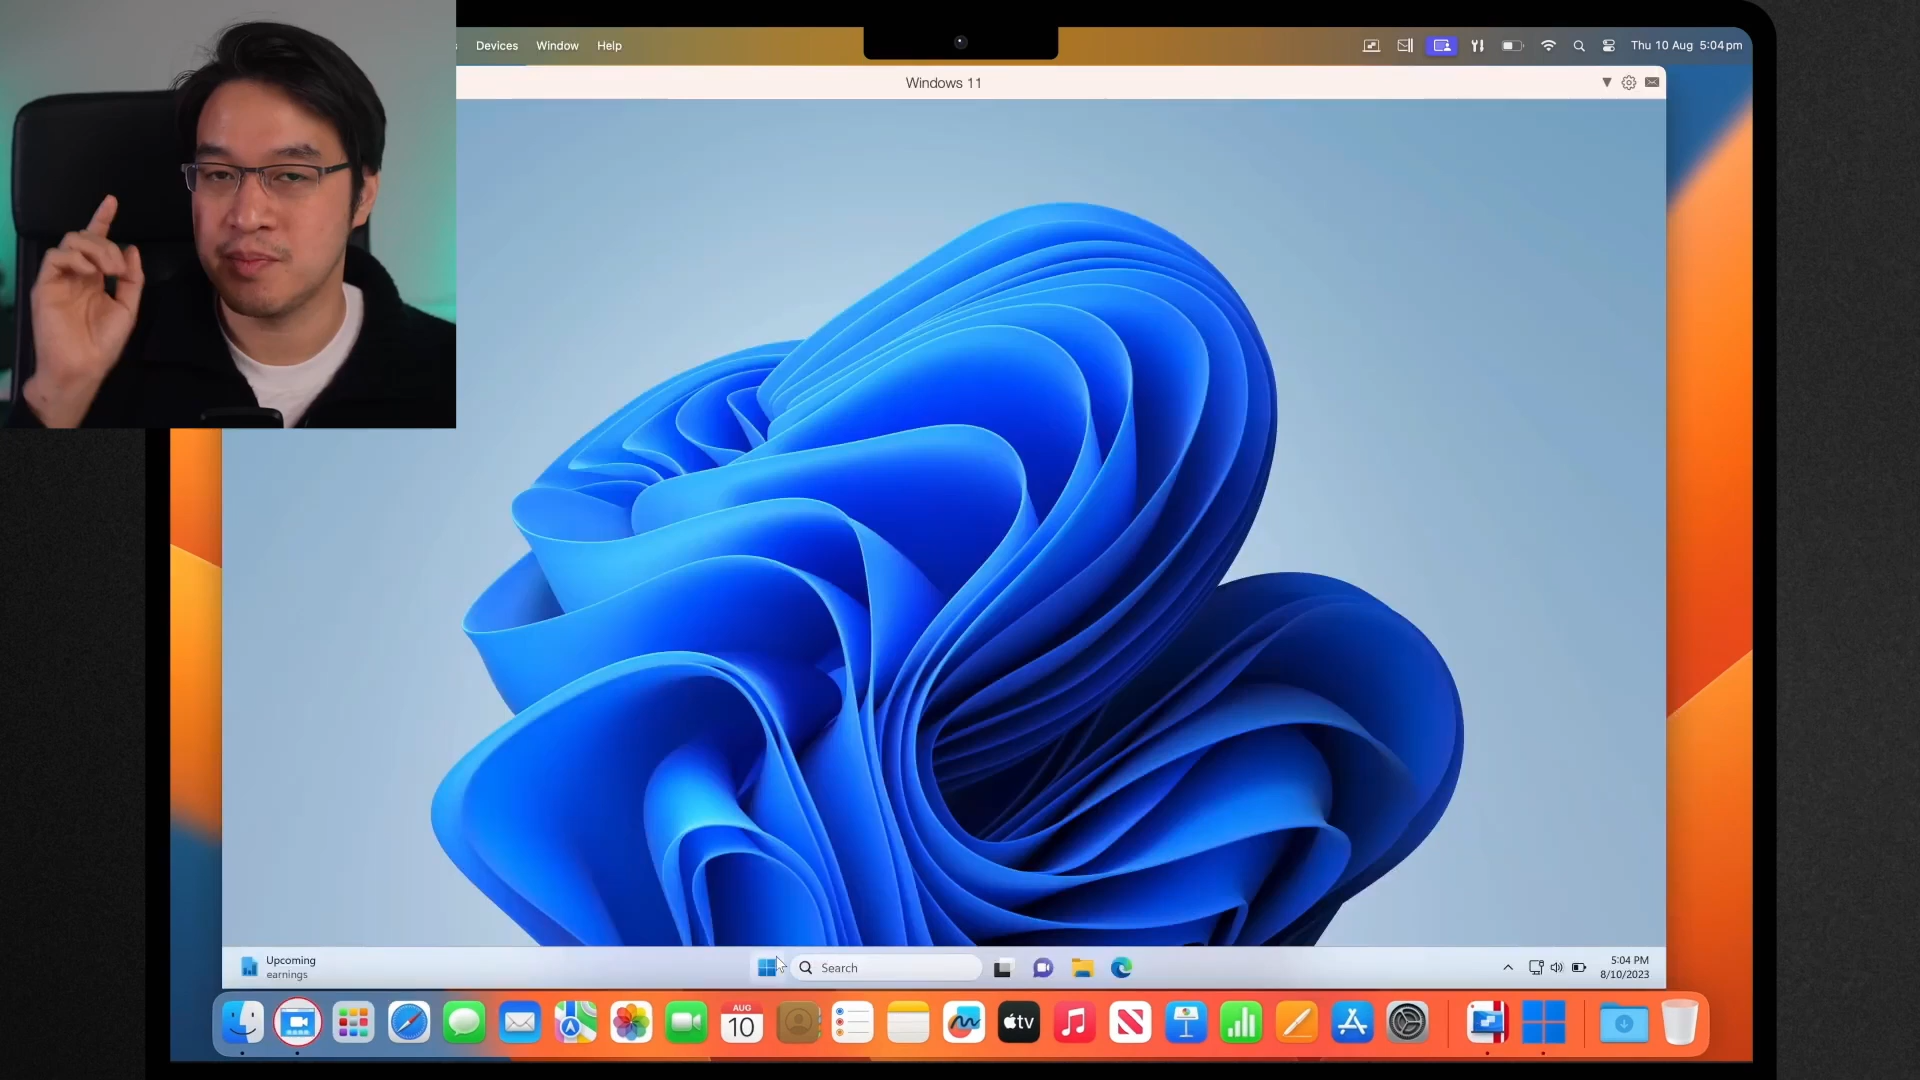 Devices Window Help
Thu 10 Aug 5:04 pm
Windows 11
Upcoming
earnings
Search
5:04 PM
8/10/2023
AUG
10
tv